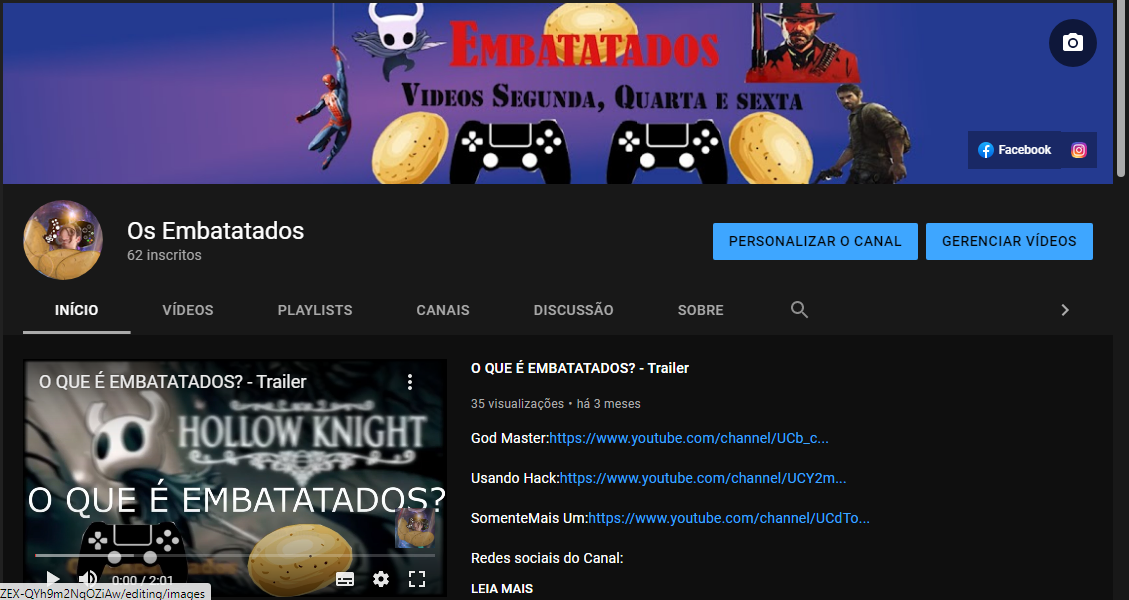 EMBATATADOS
VIDEOS SEGUNDA, QUARTA E SEXTA
Facebook
Os Embatatados
62 inscritos
PERSONALIZAR O CANAL
GERENCIAR VÍDEOS
INÍCIO
VÍDEOS
PLAYLISTS
CANAIS
DISCUSSÃO
SOBRE
O QUE É EMBATATADOS? - Trailer
HOLLOW KNIGHT
O QUE É EMBATATADOS?
0:00 / 2:01
O QUE É EMBATATADOS? - Trailer
35 visualizações • há 3 meses
God Master:https://www.youtube.com/channel/UCb_c...
Usando Hack:https://www.youtube.com/channel/UCY2m...
SomenteMais Um:https://www.youtube.com/channel/UCdTo...
Redes sociais do Canal:
LEIA MAIS
ZEX-QYh9m2NqOZiAw/editing/images